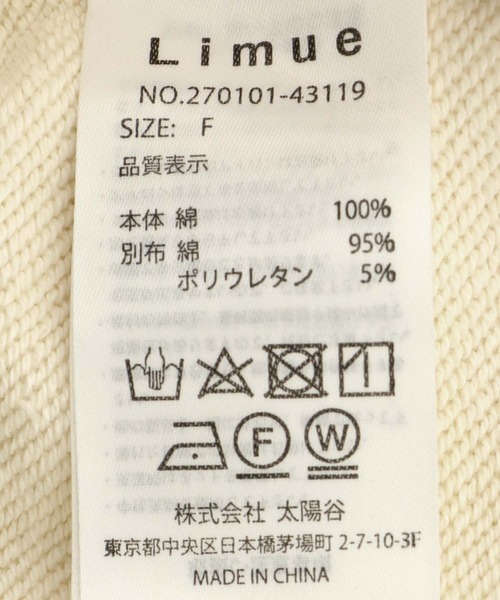 Limue
NO.270101-43119
SIZE: F
品質表示
本体 綿 100%
別布 綿 95%
ポリウレタン 5%
F W
株式会社 太陽谷
東京都中央区日本橋茅場町 2-7-10-3F
MADE IN CHINA